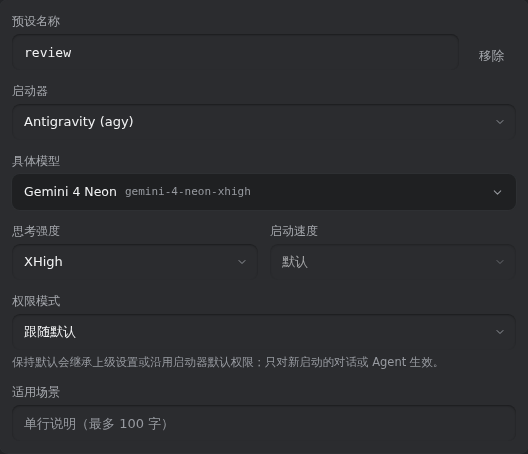 预设名称
review
移除
启动器
Antigravity (agy)
具体模型
Gemini 4 Neon gemini-4-neon-xhigh
思考强度
启动速度
XHigh
默认
权限模式
跟随默认
保持默认会继承上级设置或沿用启动器默认权限；只对新启动的对话或 Agent 生效。
适用场景
单行说明（最多 100 字）